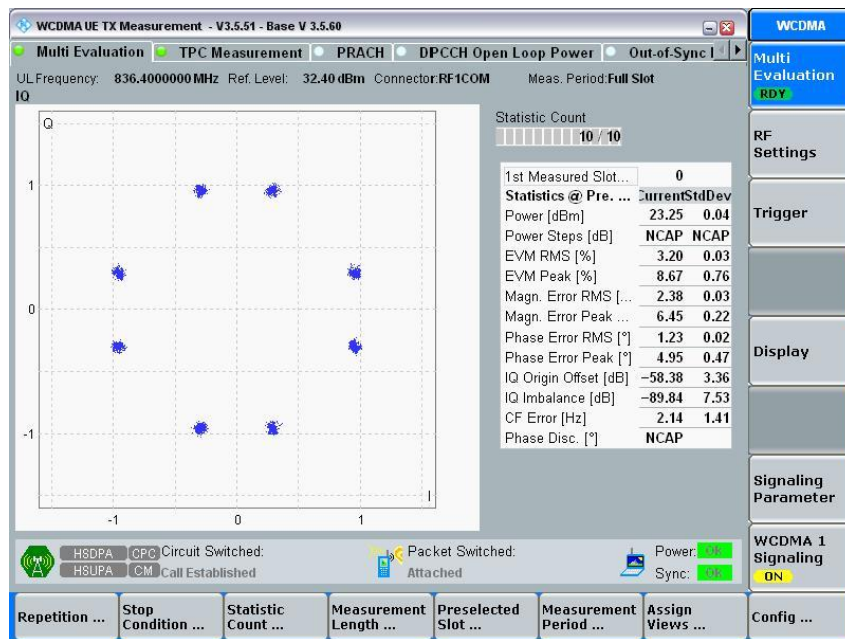 WCDMA UE TX Measurement - V3.5.51 - Base V 3.5.60
WCDMA
Multi Evaluation TPC Measurement PRACH DPCCH Open Loop Power Out-of-Sync
UL Frequency: 836.4000000 MHz Ref. Level: 32.40 dBm Connector:RF1COM Meas. Period:Full Slot
IQ
Q
1
0
-1
-1 0 1
I
Statistic Count
10 / 10
1st Measured Slot... 0
Statistics @ Pre. ... Current StdDev
Power [dBm] 23.25 0.04
Power Steps [dB] NCAP NCAP
EVM RMS [%] 3.20 0.03
EVM Peak [%] 8.67 0.76
Magn. Error RMS [... 2.38 0.03
Magn. Error Peak ... 6.45 0.22
Phase Error RMS [°] 1.23 0.02
Phase Error Peak [°] 4.95 0.47
IQ Origin Offset [dB] −58.38 3.36
IQ Imbalance [dB] −89.84 7.53
CF Error [Hz] 2.14 1.41
Phase Disc. [°] NCAP
Multi
Evaluation
RDY
RF
Settings
Trigger
Display
Signaling
Parameter
WCDMA 1
Signaling
ON
HSDPA CPC Circuit Switched: Packet Switched: Power: OK
HSUPA CM Call Established Attached Sync: OK
Repetition ...
Stop
Condition ...
Statistic
Count ...
Measurement
Length ...
Preselected
Slot ...
Measurement
Period ...
Assign
Views ...
Config ...